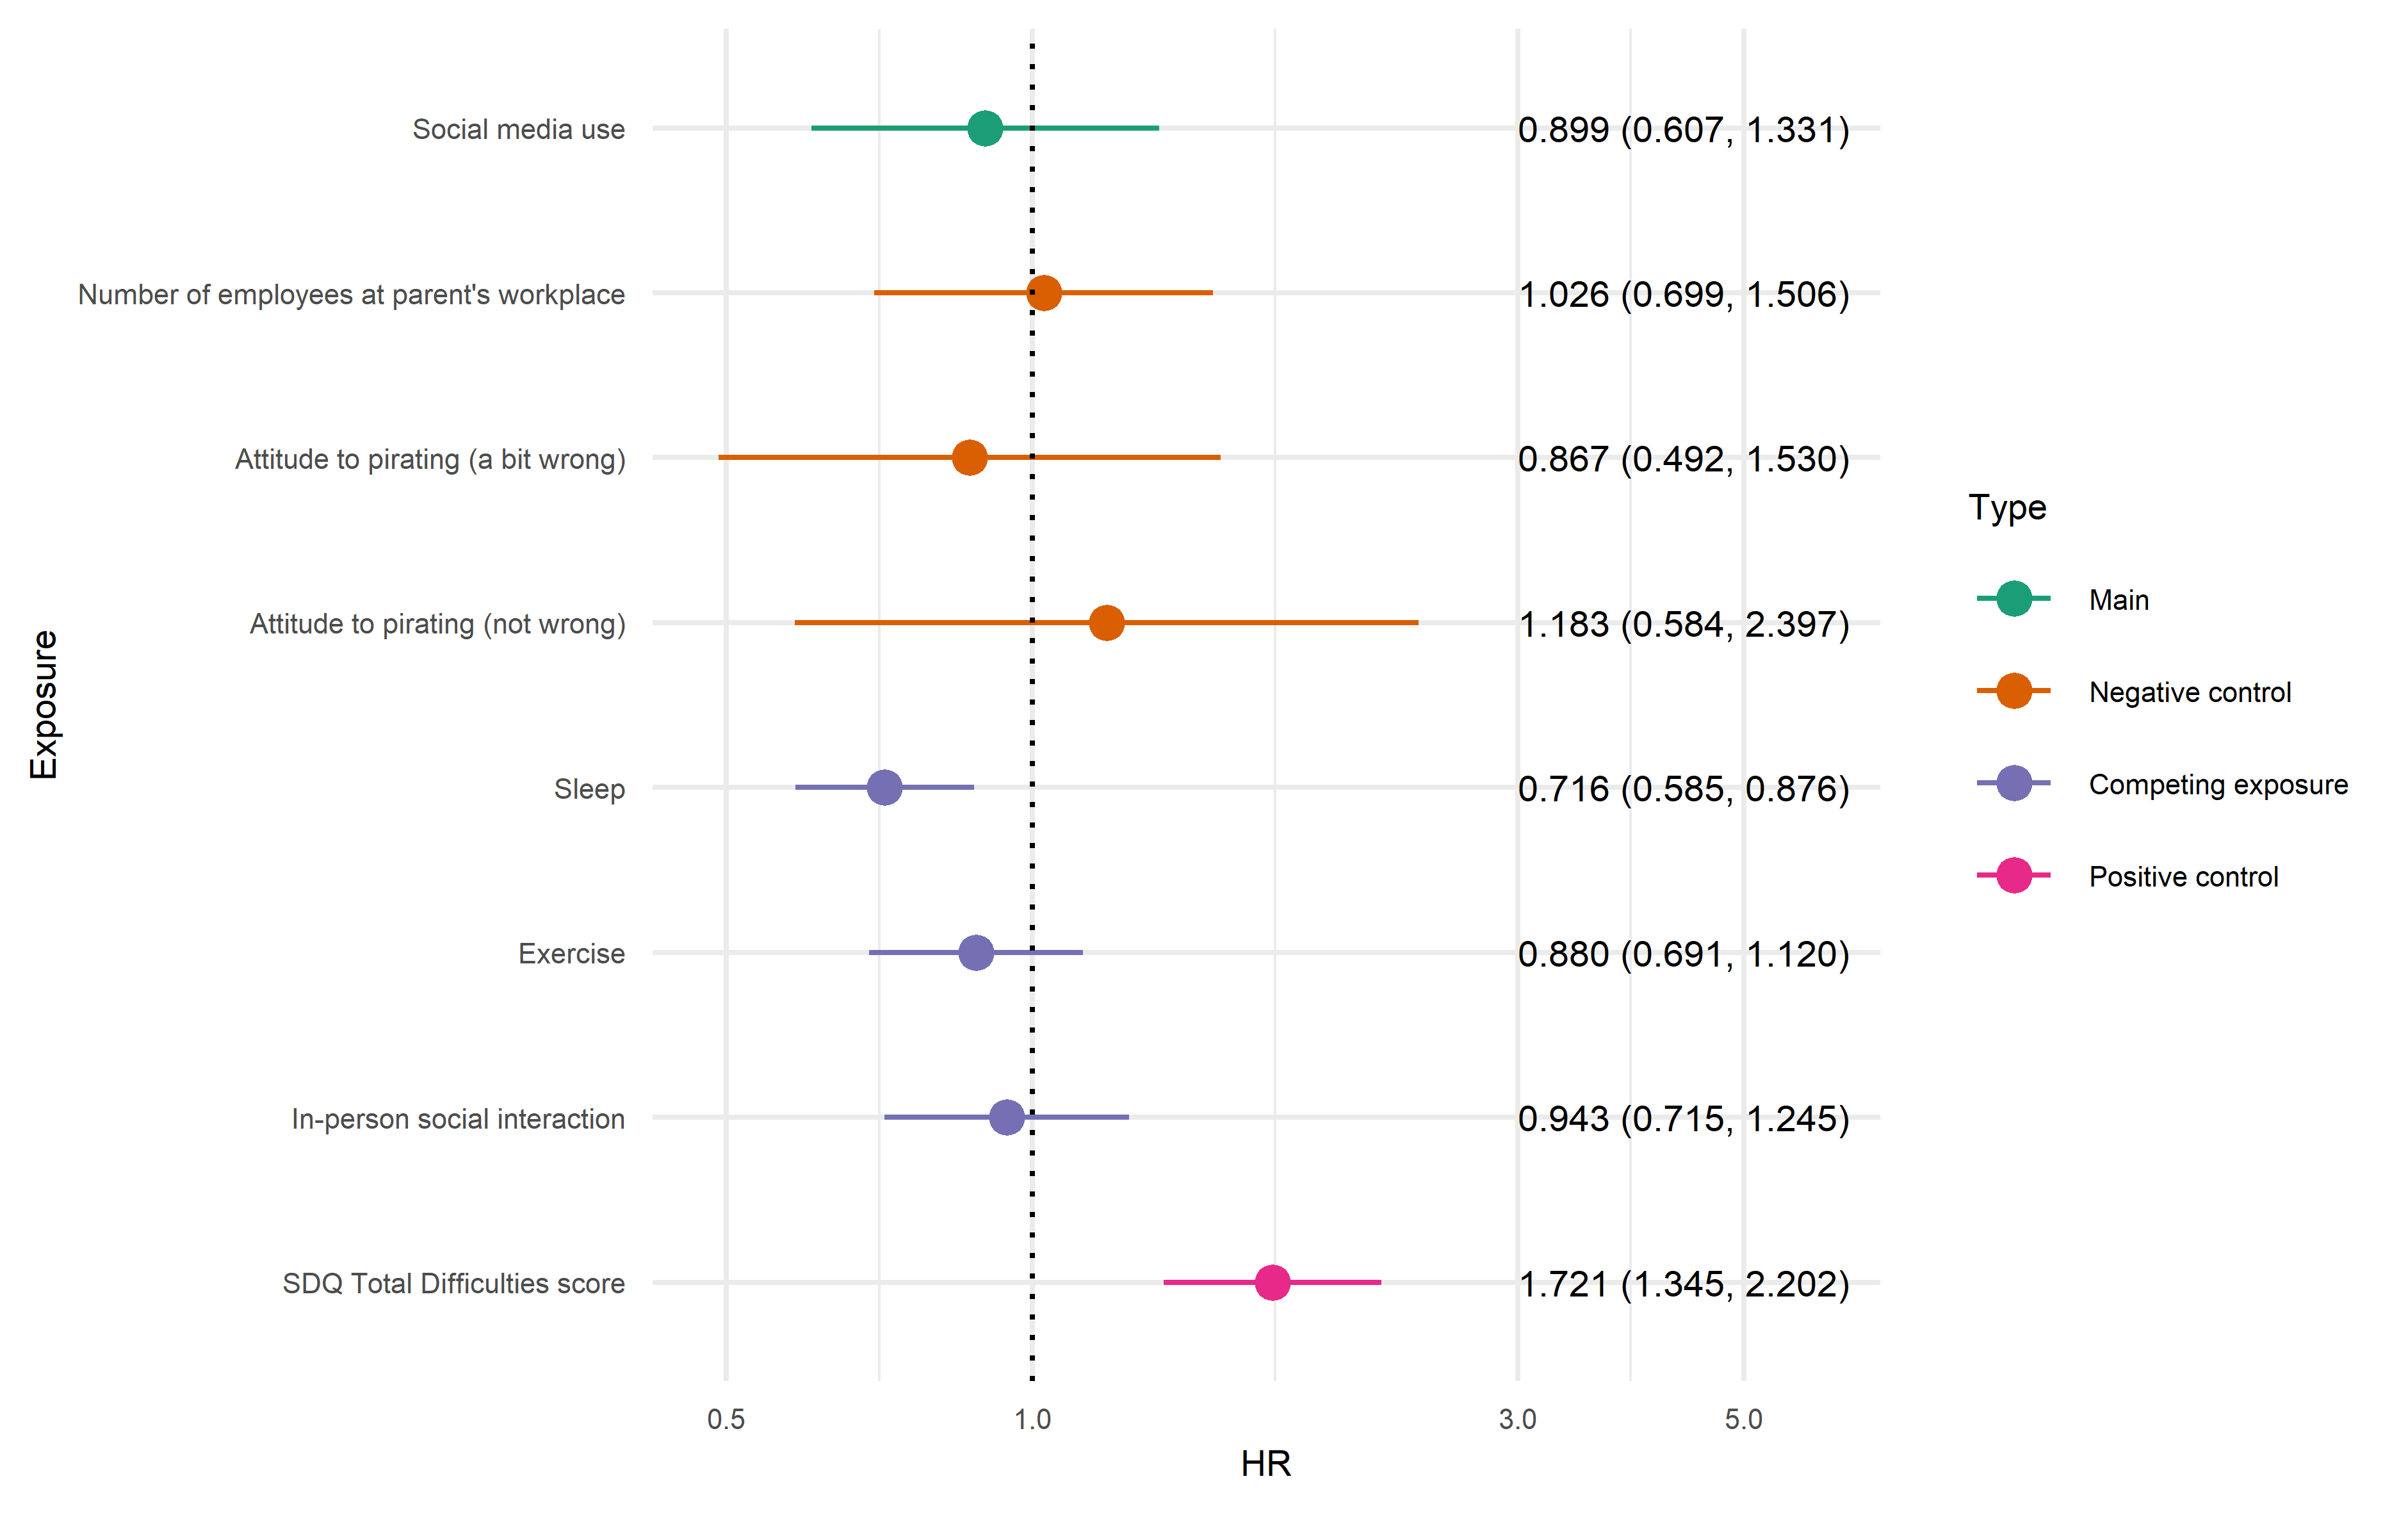 Social media use 0.899 (0.607, 1.331)
Number of employees at parent's workplace 1.026 (0.699, 1.506)
Attitude to pirating (a bit wrong) 0.867 (0.492, 1.530)
Attitude to pirating (not wrong) 1.183 (0.584, 2.397)
Sleep 0.716 (0.585, 0.876)
Exercise 0.880 (0.691, 1.120)
In-person social interaction 0.943 (0.715, 1.245)
SDQ Total Difficulties score 1.721 (1.345, 2.202)
Exposure
0.5 1.0 3.0 5.0
HR
Type
Main
Negative control
Competing exposure
Positive control